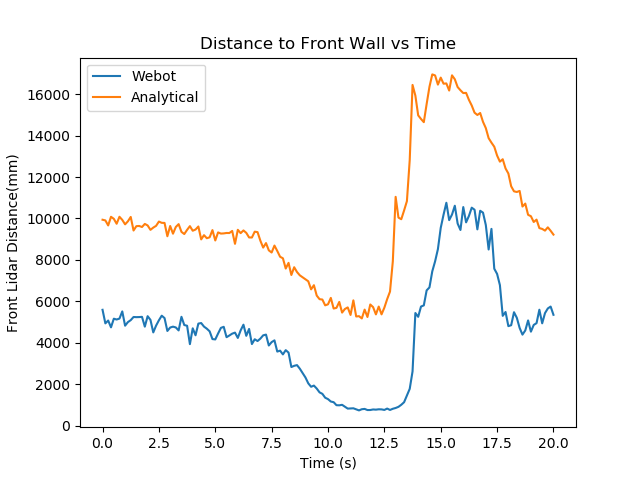 Distance to Front Wall vs Time
Webot
Analytical
Front Lidar Distance(mm)
16000
14000
12000
10000
8000
6000
4000
2000
0
0.0 2.5 5.0 7.5 10.0 12.5 15.0 17.5 20.0
Time (s)